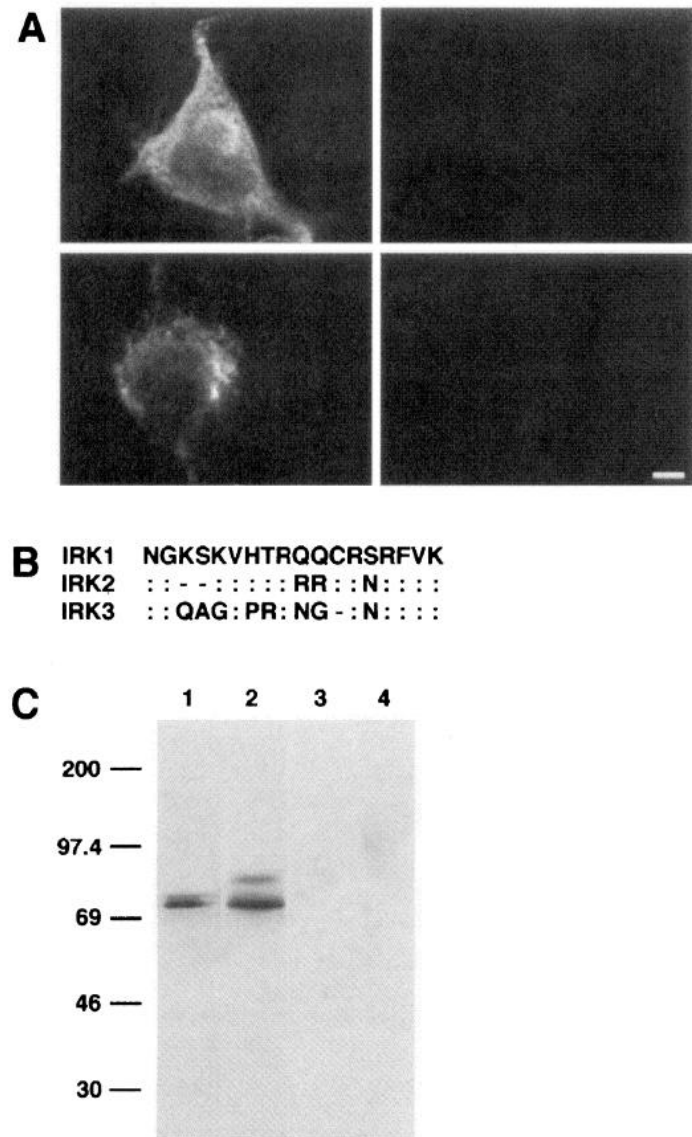 A
B
IRK1 NGKSKVHTRQQCRSRFVK
IRK2 : : - - : : : : : RR : : N : : : :
IRK3 : : QAG : PR : NG - : N : : : :
C
1 2 3 4
200
97.4
69
46
30